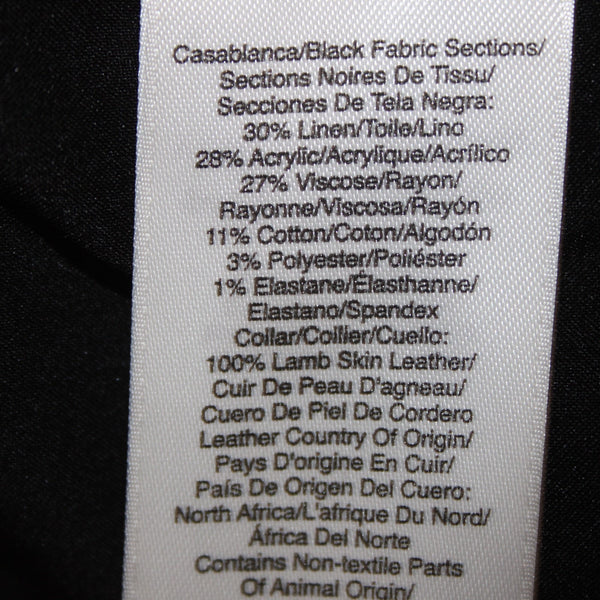 Casablanca/Black Fabric Sections/
Sections Noires De Tissu/
Secciones De Tela Negra:
30% Linen/Toile/Lino
28% Acrylic/Acrylique/Acrílico
27% Viscose/Rayon/
Rayonne/Viscosa/Rayón
11% Cotton/Coton/Algodón
3% Polyester/Poliéster
1% Elastane/Élasthanne/
Elastano/Spandex
Collar/Collier/Cuello:
100% Lamb Skin Leather/
Cuir De Peau D'agneau/
Cuero De Piel De Cordero
Leather Country Of Origin/
Pays D'origine En Cuir/
País De Origen Del Cuero:
North Africa/L'afrique Du Nord/
África Del Norte
Contains Non-textile Parts
Of Animal Origin/